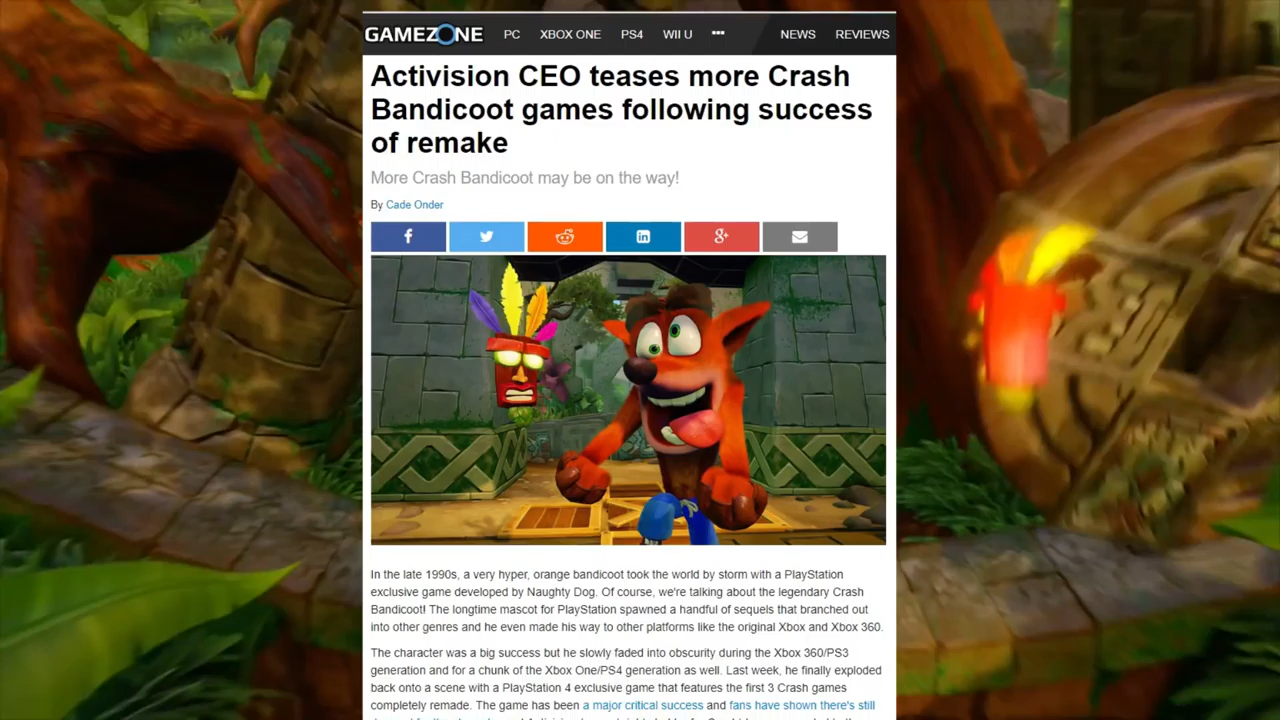 GAMEZONE PC XBOX ONE PS4 WII U ••• NEWS REVIEWS
Activision CEO teases more Crash
Bandicoot games following success
of remake
More Crash Bandicoot may be on the way!
By Cade Onder
In the late 1990s, a very hyper, orange bandicoot took the world by storm with a PlayStation
exclusive game developed by Naughty Dog. Of course, we're talking about the legendary Crash
Bandicoot! The longtime mascot for PlayStation spawned a handful of sequels that branched out
into other genres and he even made his way to other platforms like the original Xbox and Xbox 360.
The character was a big success but he slowly faded into obscurity during the Xbox 360/PS3
generation and for a chunk of the Xbox One/PS4 generation as well. Last week, he finally exploded
back onto a scene with a PlayStation 4 exclusive game that features the first 3 Crash games
completely remade. The game has been a major critical success and fans have shown there's still